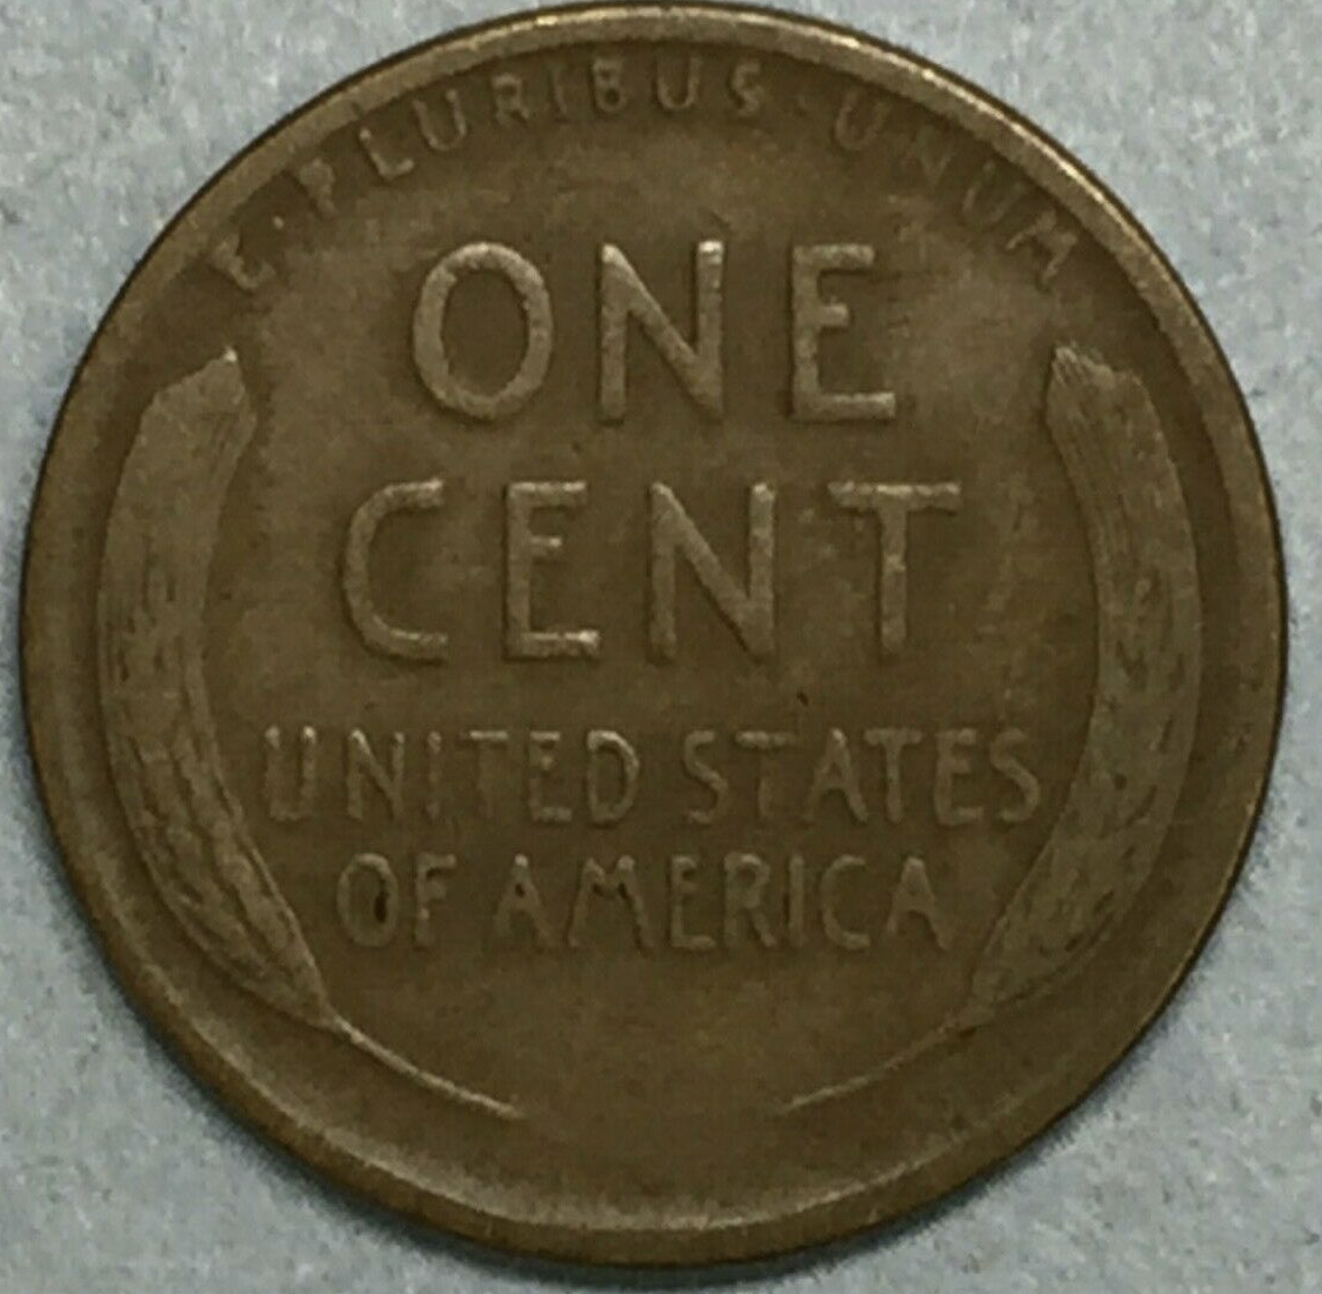 E·PLURIBUS·UNUM
ONE
CENT
UNITED STATES
OF AMERICA